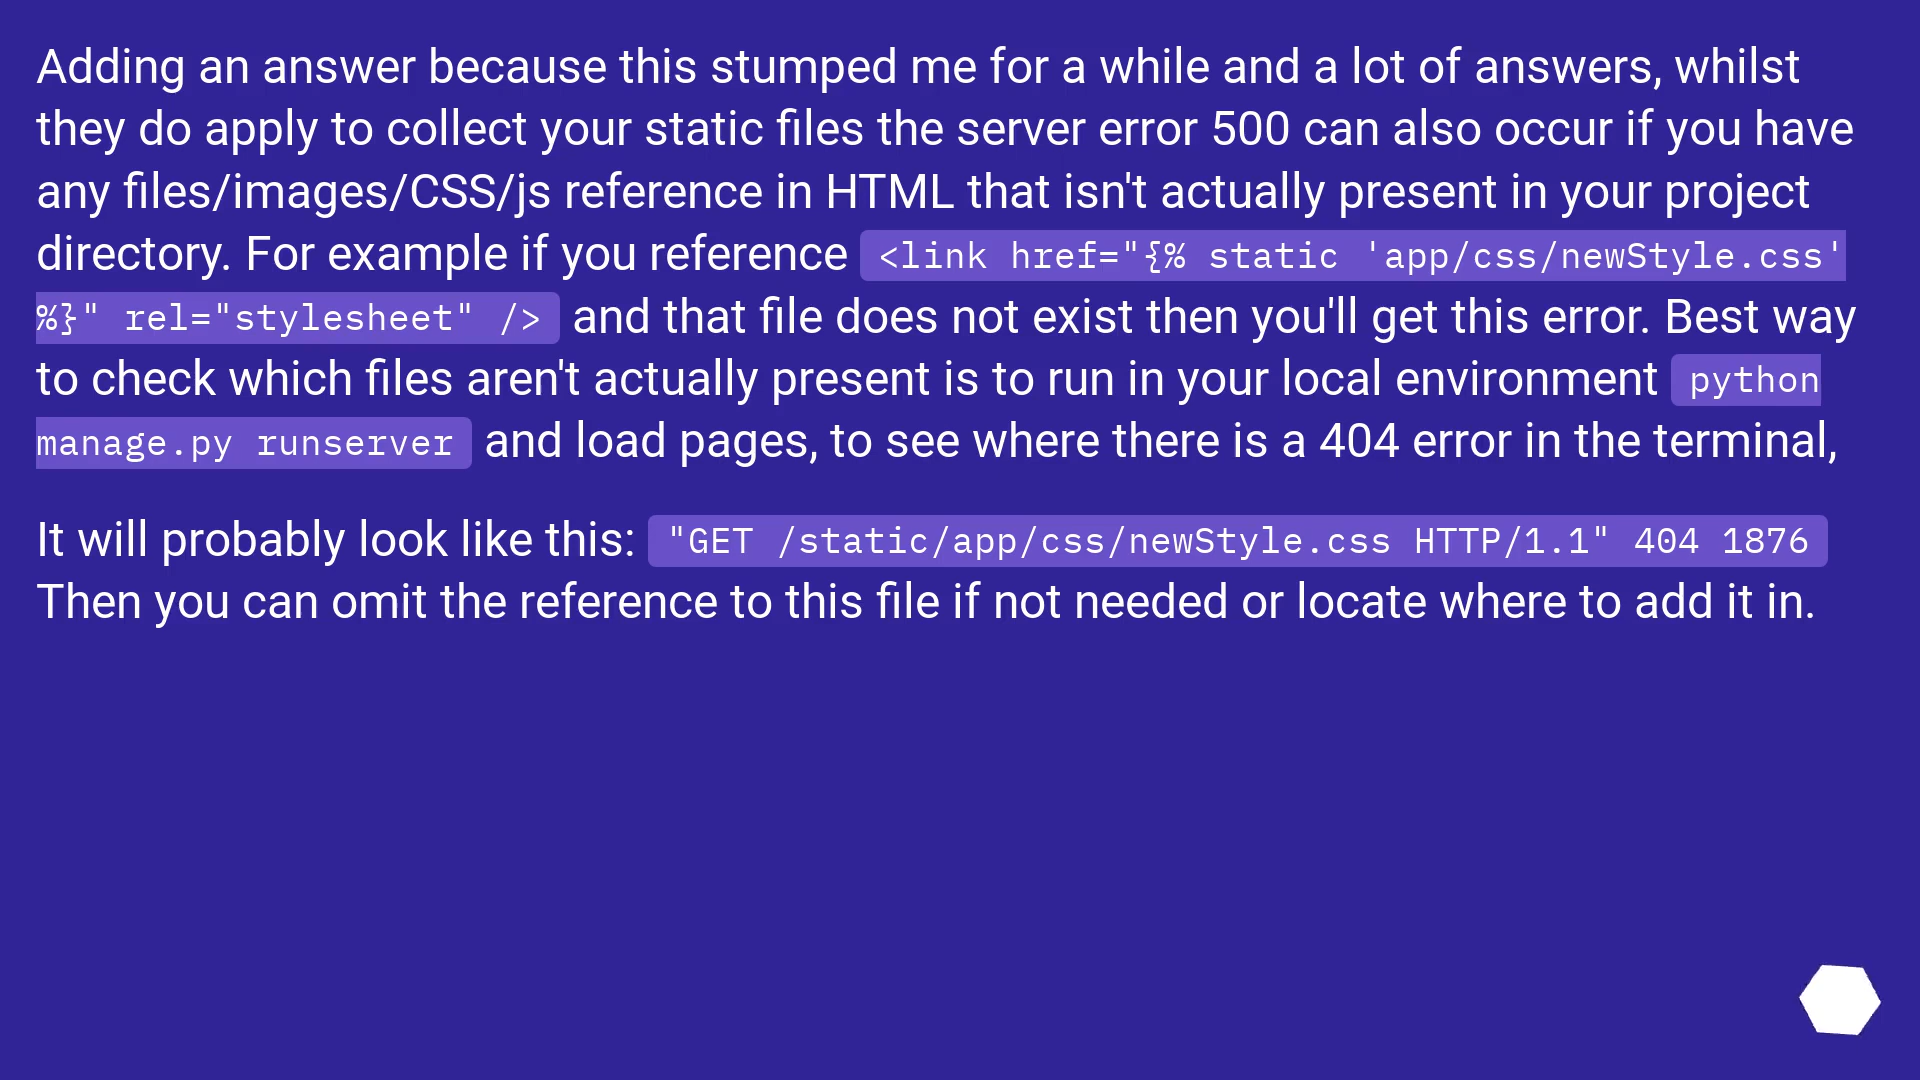 Adding an answer because this stumped me for a while and a lot of answers, whilst
they do apply to collect your static files the server error 500 can also occur if you have
any files/images/CSS/js reference in HTML that isn't actually present in your project
directory. For example if you reference <link href="{% static 'app/css/newStyle.css'
%}" rel="stylesheet" /> and that file does not exist then you'll get this error. Best way
to check which files aren't actually present is to run in your local environment python
manage.py runserver and load pages, to see where there is a 404 error in the terminal,
It will probably look like this: "GET /static/app/css/newStyle.css HTTP/1.1" 404 1876
Then you can omit the reference to this file if not needed or locate where to add it in.